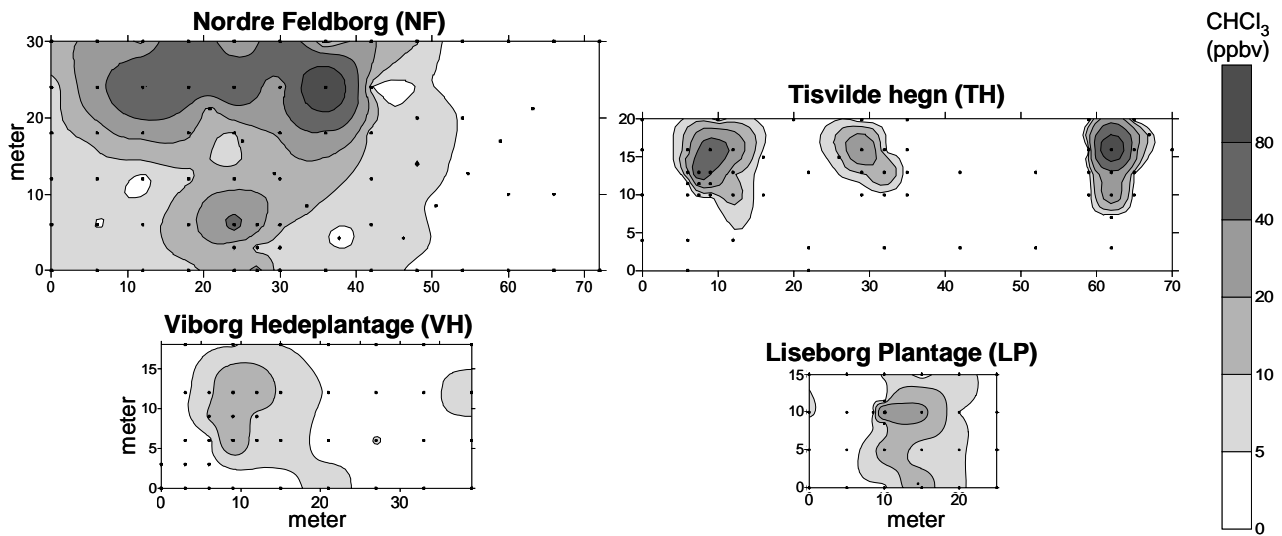 Nordre Feldborg (NF)
30
20
10
0
meter
0 10 20 30 40 50 60 70
Tisvilde hegn (TH)
20
15
10
5
0
0 10 20 30 40 50 60 70
Viborg Hedeplantage (VH)
15
10
5
0
meter
0 10 20 30
meter
Liseborg Plantage (LP)
15
10
5
0
0 10 20
meter
CHCl3
(ppbv)
80
40
20
10
5
0